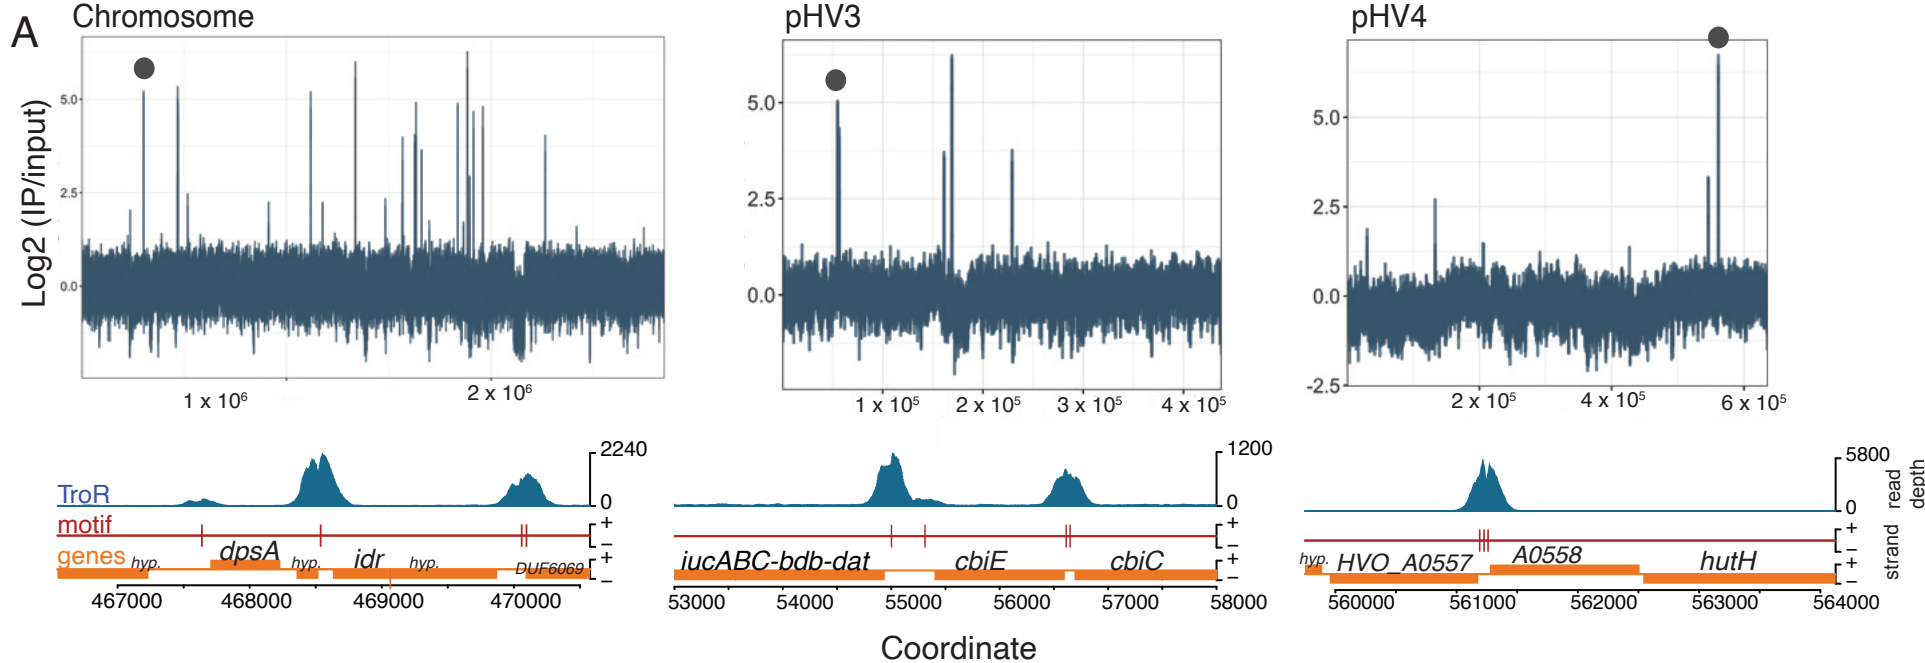 A
Chromosome
pHV3
pHV4
Log2 (IP/input)
5.0
2.5
0.0
1 x 10⁶
2 x 10⁶
5.0
2.5
0.0
1 x 10⁵
2 x 10⁵
3 x 10⁵
4 x 10⁵
5.0
2.5
0.0
-2.5
2 x 10⁵
4 x 10⁵
6 x 10⁵
TroR
2240
0
motif
+
−
genes
hyp.
dpsA
hyp.
idr
hyp.
DUF6069
+
−
467000
468000
469000
470000
1200
0
+
−
iucABC-bdb-dat
cbiE
cbiC
+
−
53000
54000
55000
56000
57000
58000
5800
0
read depth
+
−
hyp.
HVO_A0557
A0558
hutH
+
−
strand
560000
561000
562000
563000
564000
Coordinate